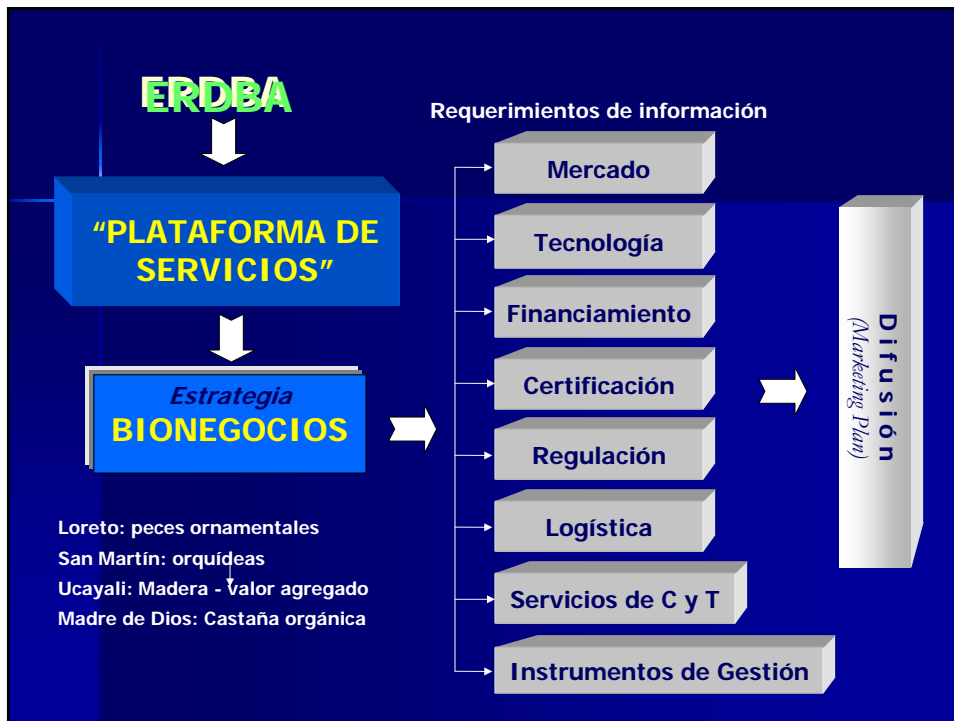 ERDBA
“PLATAFORMA DE
SERVICIOS”
Estrategia
BIONEGOCIOS
Loreto: peces ornamentales
San Martín: orquídeas
Ucayali: Madera - valor agregado
Madre de Dios: Castaña orgánica
Requerimientos de información
Mercado
Tecnología
Financiamiento
Certificación
Regulación
Logística
Servicios de C y T
Instrumentos de Gestión
Difusión
(Marketing Plan)